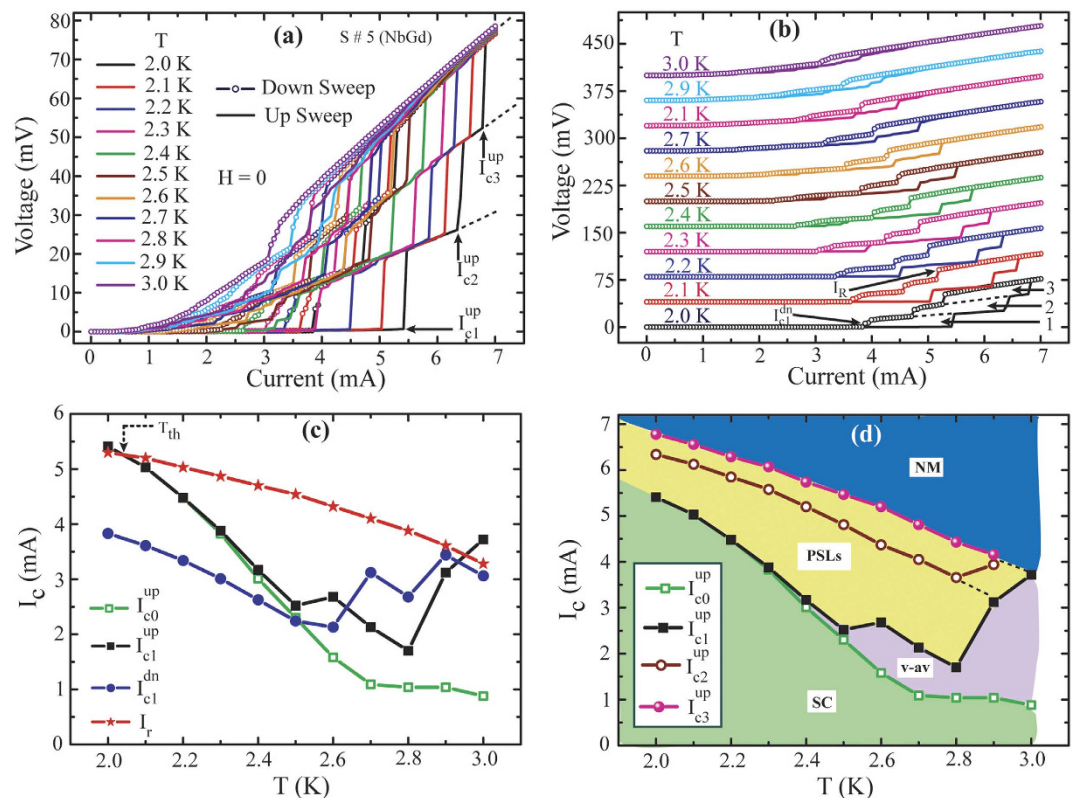 (a)
S # 5 (NbGd)
T
2.0 K
2.1 K
2.2 K
2.3 K
2.4 K
2.5 K
2.6 K
2.7 K
2.8 K
2.9 K
3.0 K
Down Sweep
Up Sweep
H = 0
I_c3^up
I_c2^up
I_c1^up
Voltage (mV)
80
70
60
50
40
30
20
10
0
0 1 2 3 4 5 6 7
Current (mA)
(b)
T
3.0 K
2.9 K
2.1 K
2.7 K
2.6 K
2.5 K
2.4 K
2.3 K
2.2 K
2.1 K
2.0 K
I_R
I_c1^dn
3
2
1
Voltage (mV)
450
375
300
225
150
75
0
0 1 2 3 4 5 6 7
Current (mA)
(c)
T_th
I_c0^up
I_c1^up
I_c1^dn
I_r
I_c (mA)
6
5
4
3
2
1
0
2.0 2.2 2.4 2.6 2.8 3.0
T (K)
(d)
NM
PSLs
v-av
SC
I_c0^up
I_c1^up
I_c2^up
I_c3^up
I_c (mA)
7
6
5
4
3
2
1
0
2.0 2.2 2.4 2.6 2.8 3.0
T (K)